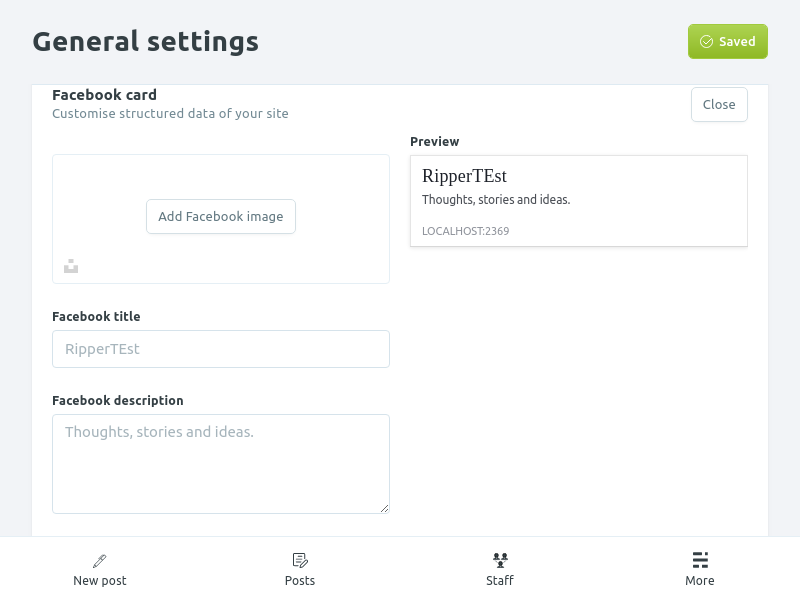 General settings
Saved
Facebook card
Customise structured data of your site
Close
Add Facebook image
Preview
RipperTEst
Thoughts, stories and ideas.
LOCALHOST:2369
Facebook title
RipperTEst
Facebook description
Thoughts, stories and ideas.
New post
Posts
Staff
More